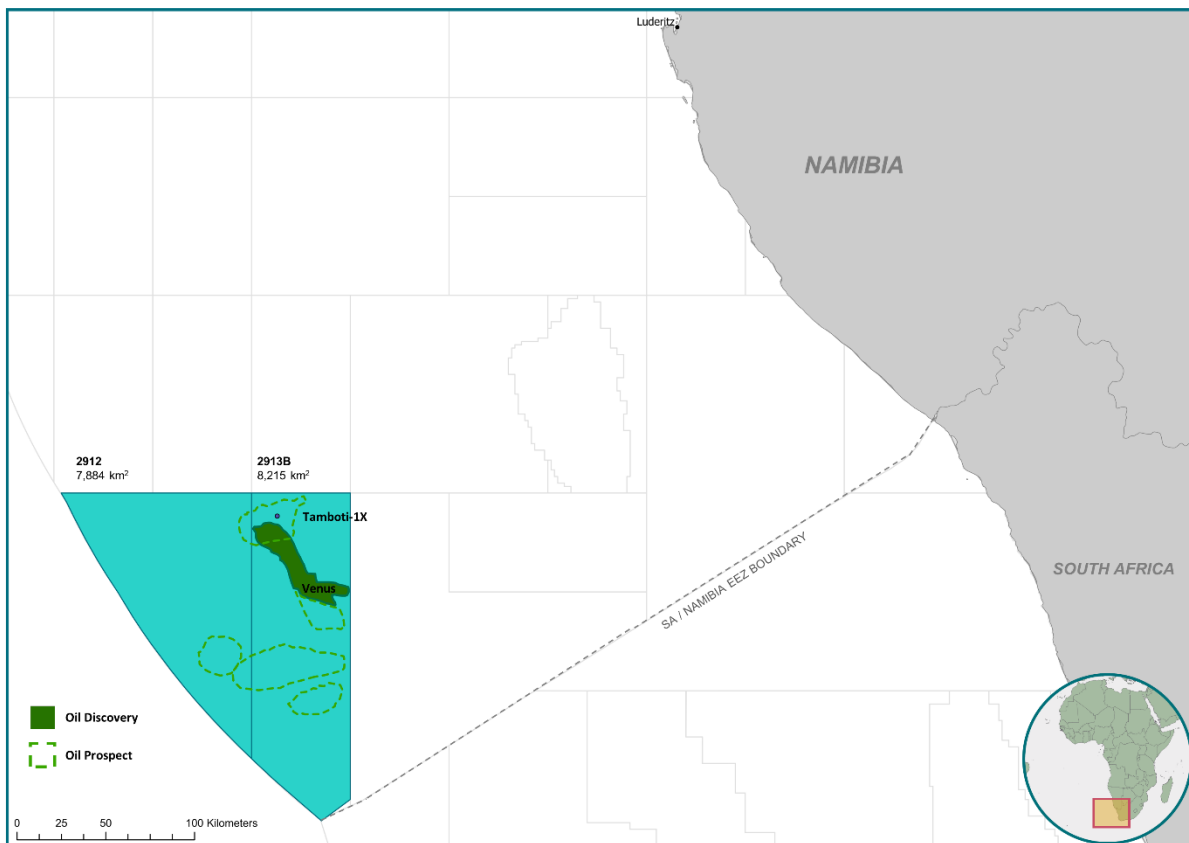 Luderitz
NAMIBIA
2912
7,884 km²
2913B
8,215 km²
Tamboti-1X
Venus
SA / NAMIBIA EEZ BOUNDARY
SOUTH AFRICA
Oil Discovery
Oil Prospect
0 25 50 100 Kilometers